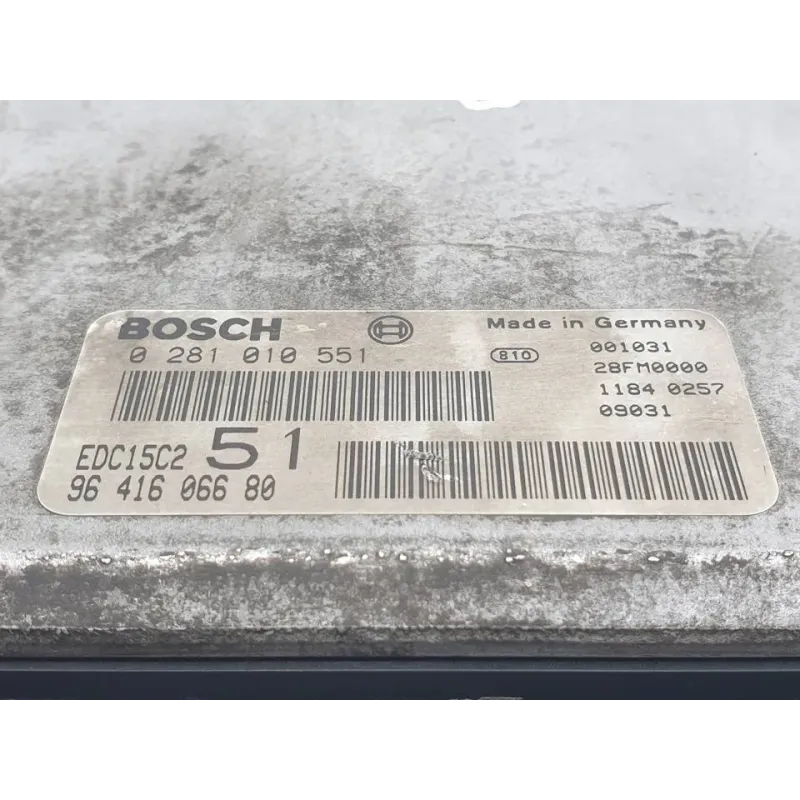 BOSCH
Made in Germany
0 281 010 551
810
001031
28FM0000
1184 0257
09031
EDC15C2 51
96 416 066 80